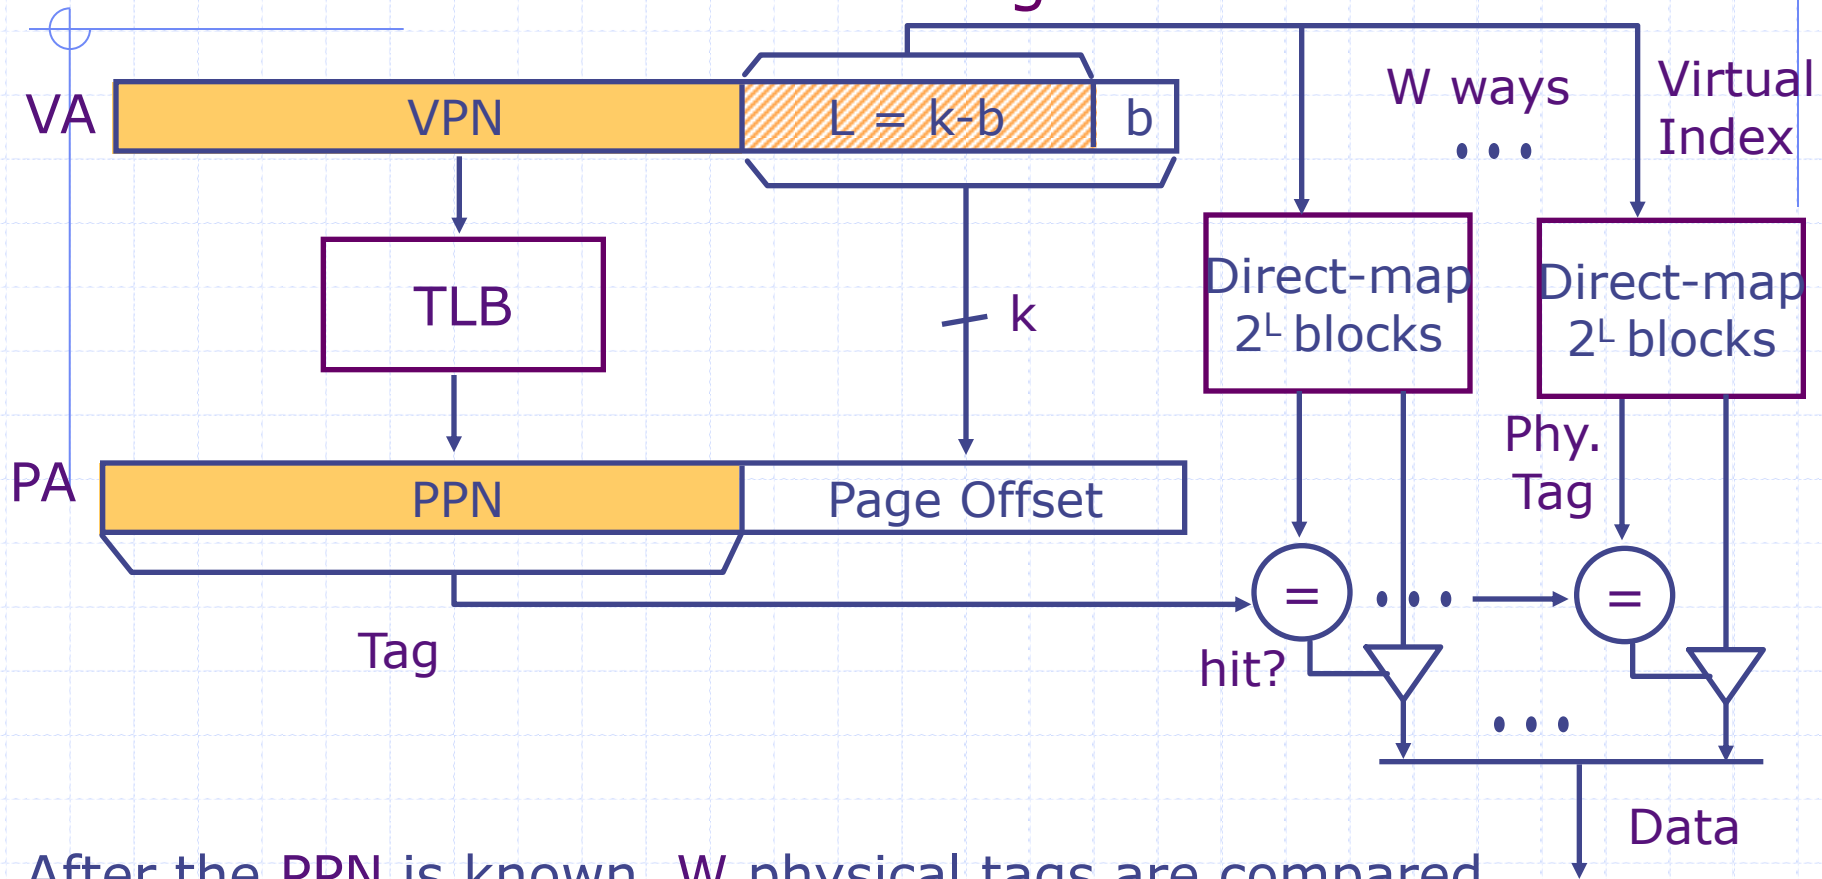 VA
VPN
L = k-b
b
W ways
Virtual
Index
TLB
k
Direct-map
2ᴸ blocks
Direct-map
2ᴸ blocks
PA
PPN
Page Offset
Phy.
Tag
=
=
Tag
hit?
Data
After the PPN is known, W physical tags are compared